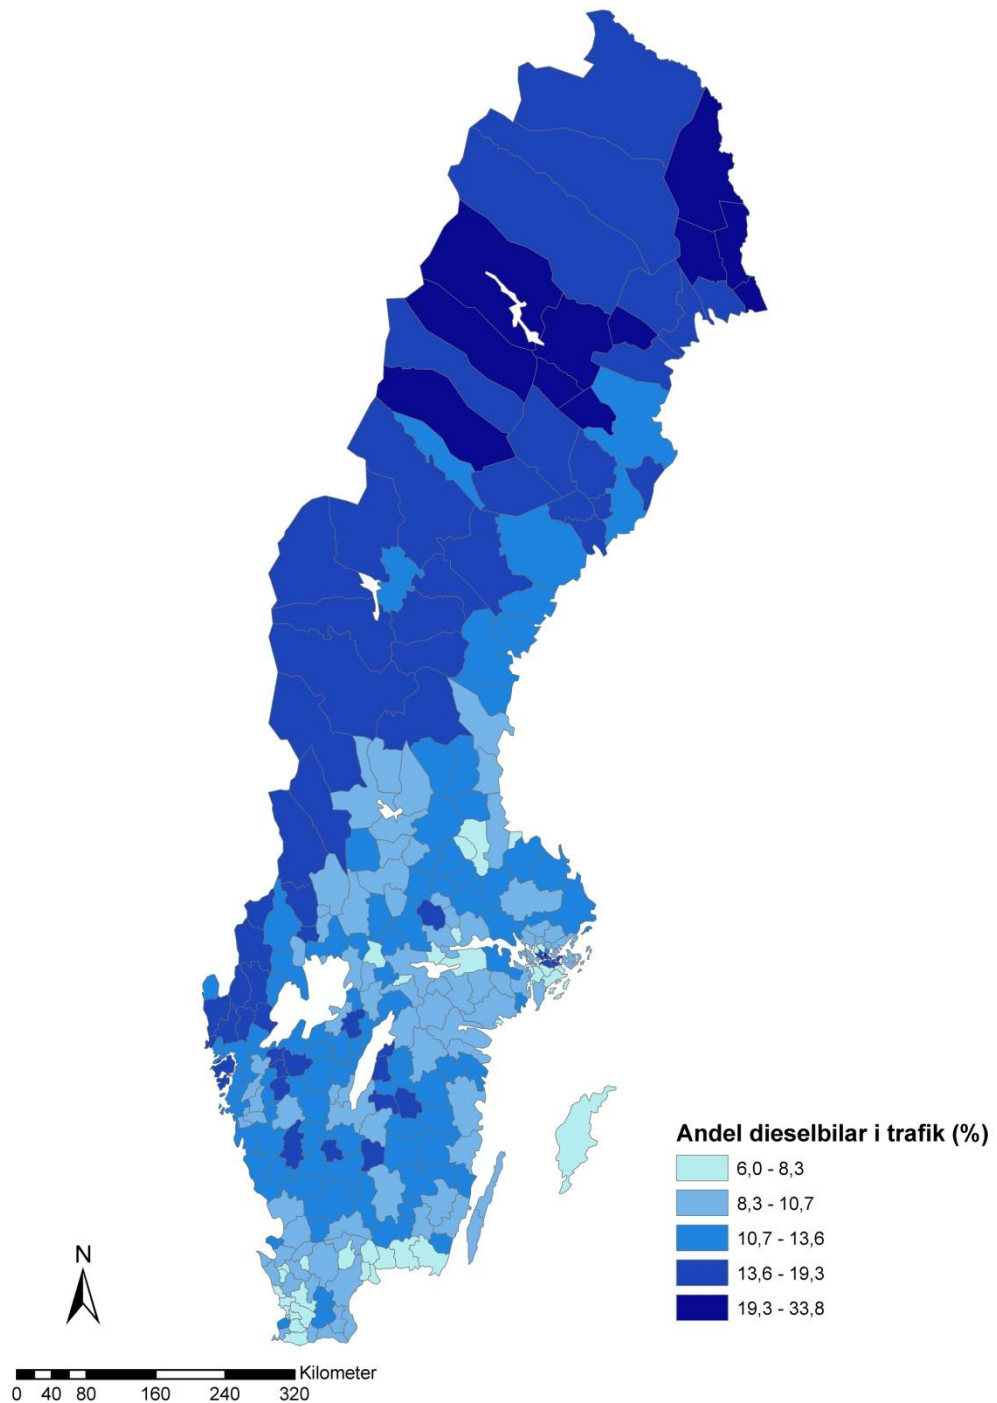 Andel dieselbilar i trafik (%)
6,0 - 8,3
8,3 - 10,7
10,7 - 13,6
13,6 - 19,3
19,3 - 33,8
N
Kilometer
0 40 80 160 240 320